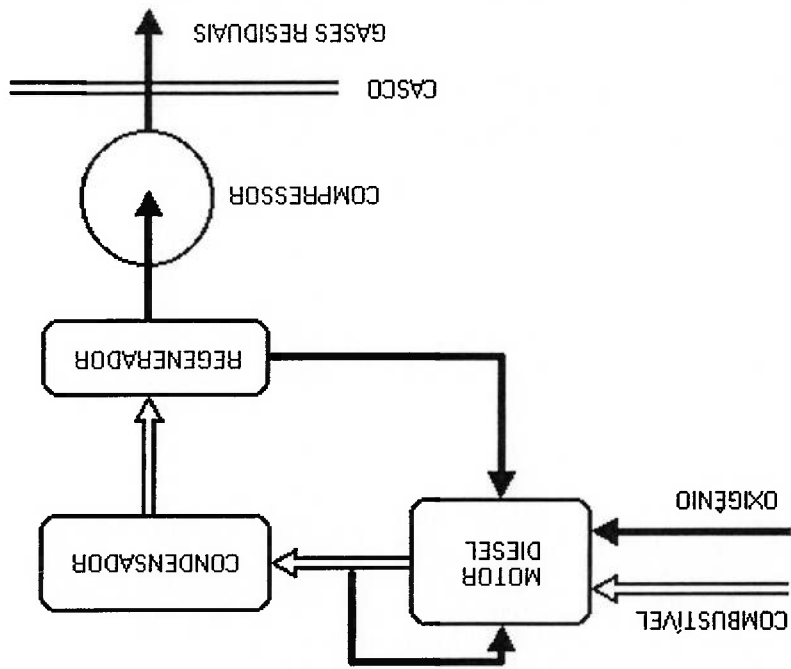 COMBUSTÍVEL
OXIGÊNIO
MOTOR
DIESEL
CONDENSADOR
REGENERADOR
COMPRESSOR
CASCO
GASES RESIDUAIS